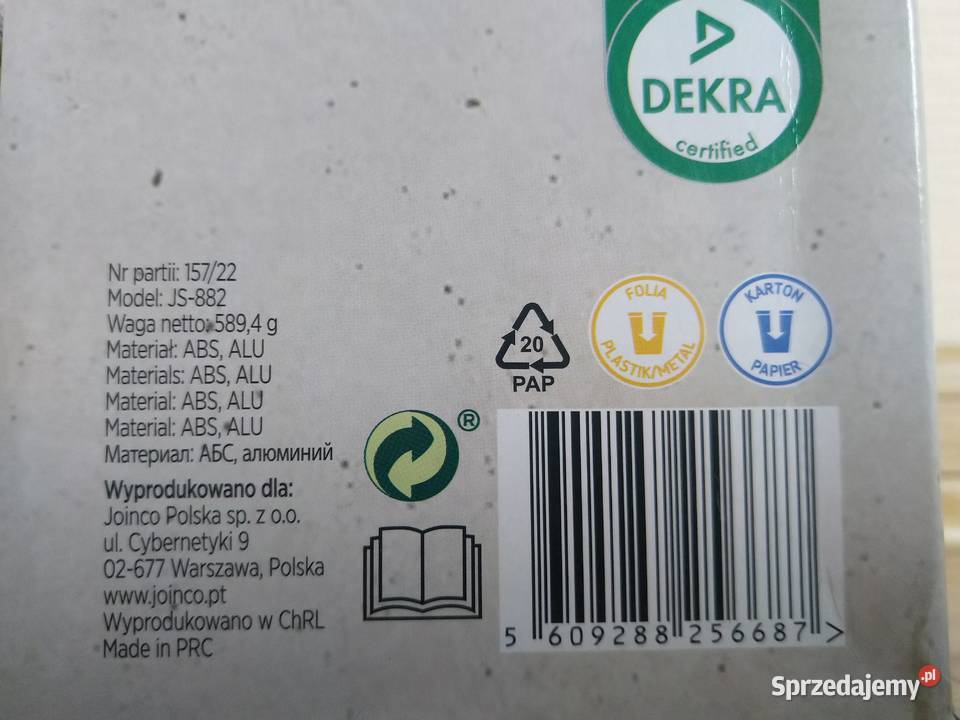 DEKRA
certified
Nr partii: 157/22
Model: JS-882
Waga netto: 589,4 g
Materiał: ABS, ALU
Materials: ABS, ALU
Material: ABS, ALU
Material: ABS, ALU
Материал: АБС, алюминий
Wyprodukowano dla:
Joinco Polska sp. z o.o.
ul. Cybernetyki 9
02-677 Warszawa, Polska
www.joinco.pt
Wyprodukowano w ChRL
Made in PRC
®
20
PAP
FOLIA
PLASTIK/METAL
KARTON
PAPIER
5 609288 256687 >
Sprzedajemy.pl